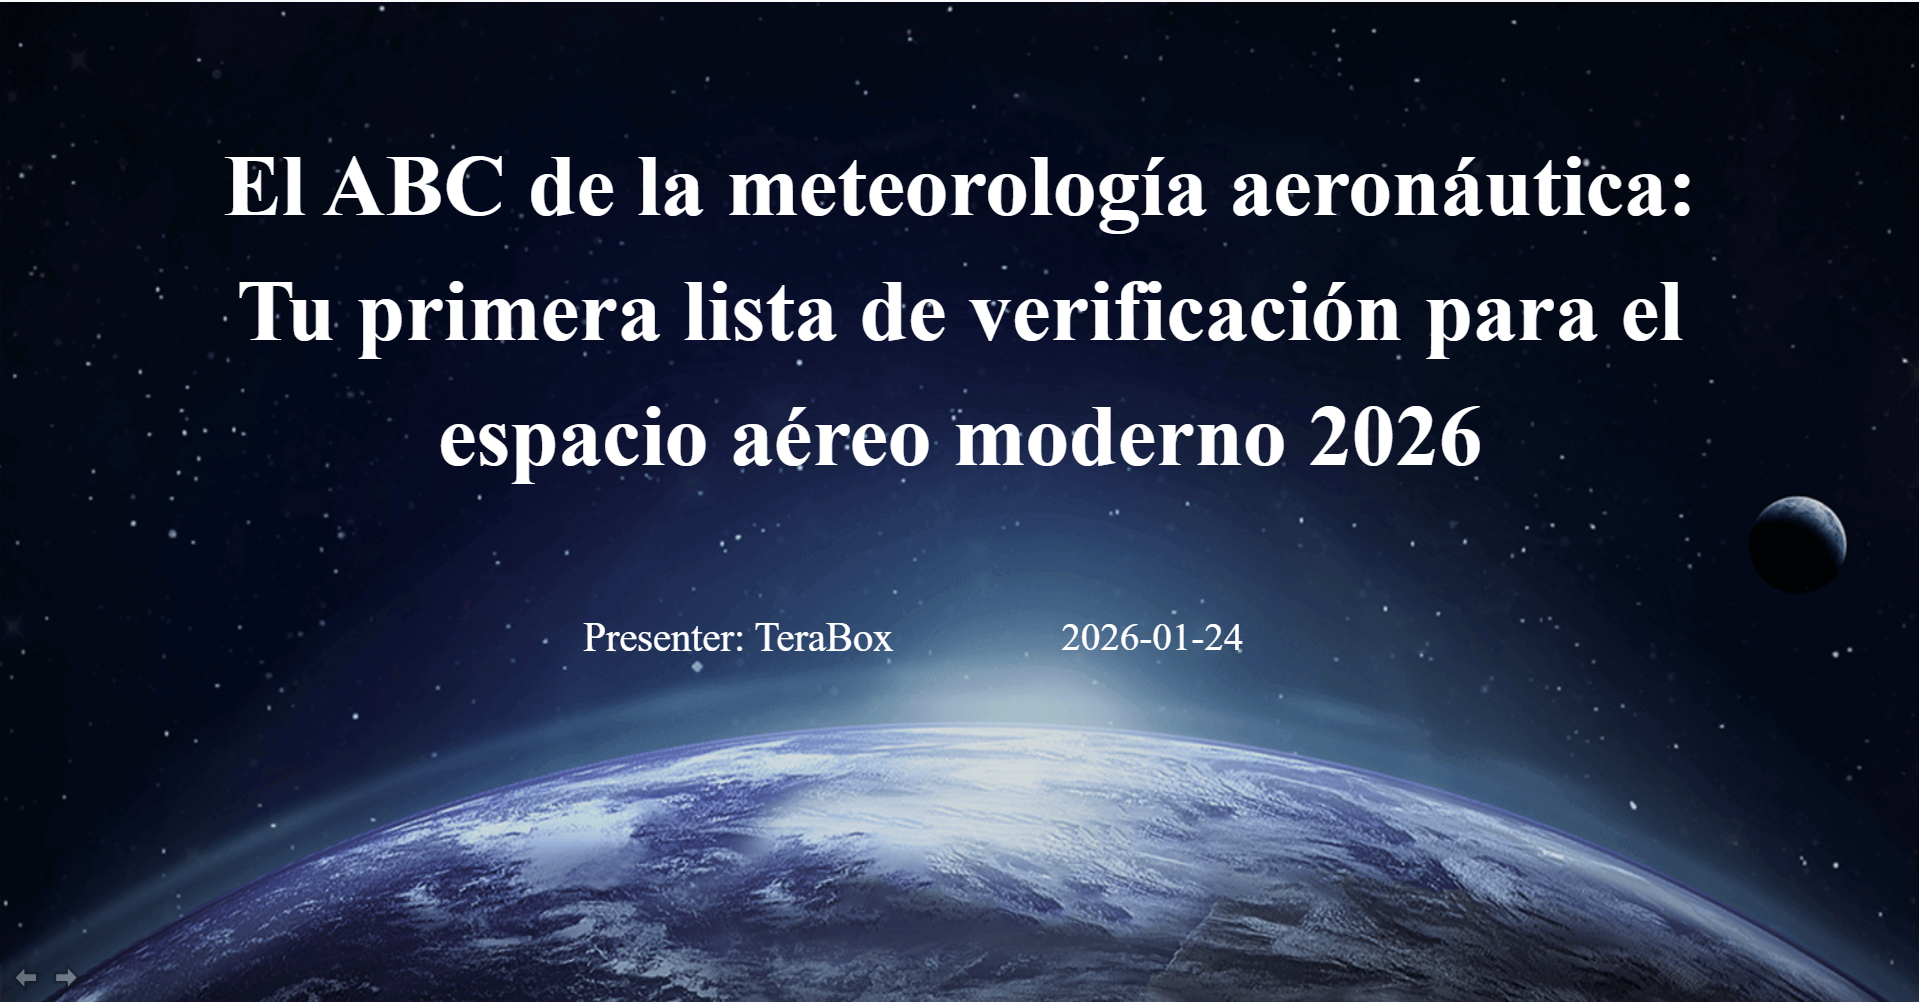 El ABC de la meteorología aeronáutica:
Tu primera lista de verificación para el
espacio aéreo moderno 2026
Presenter: TeraBox
2026-01-24